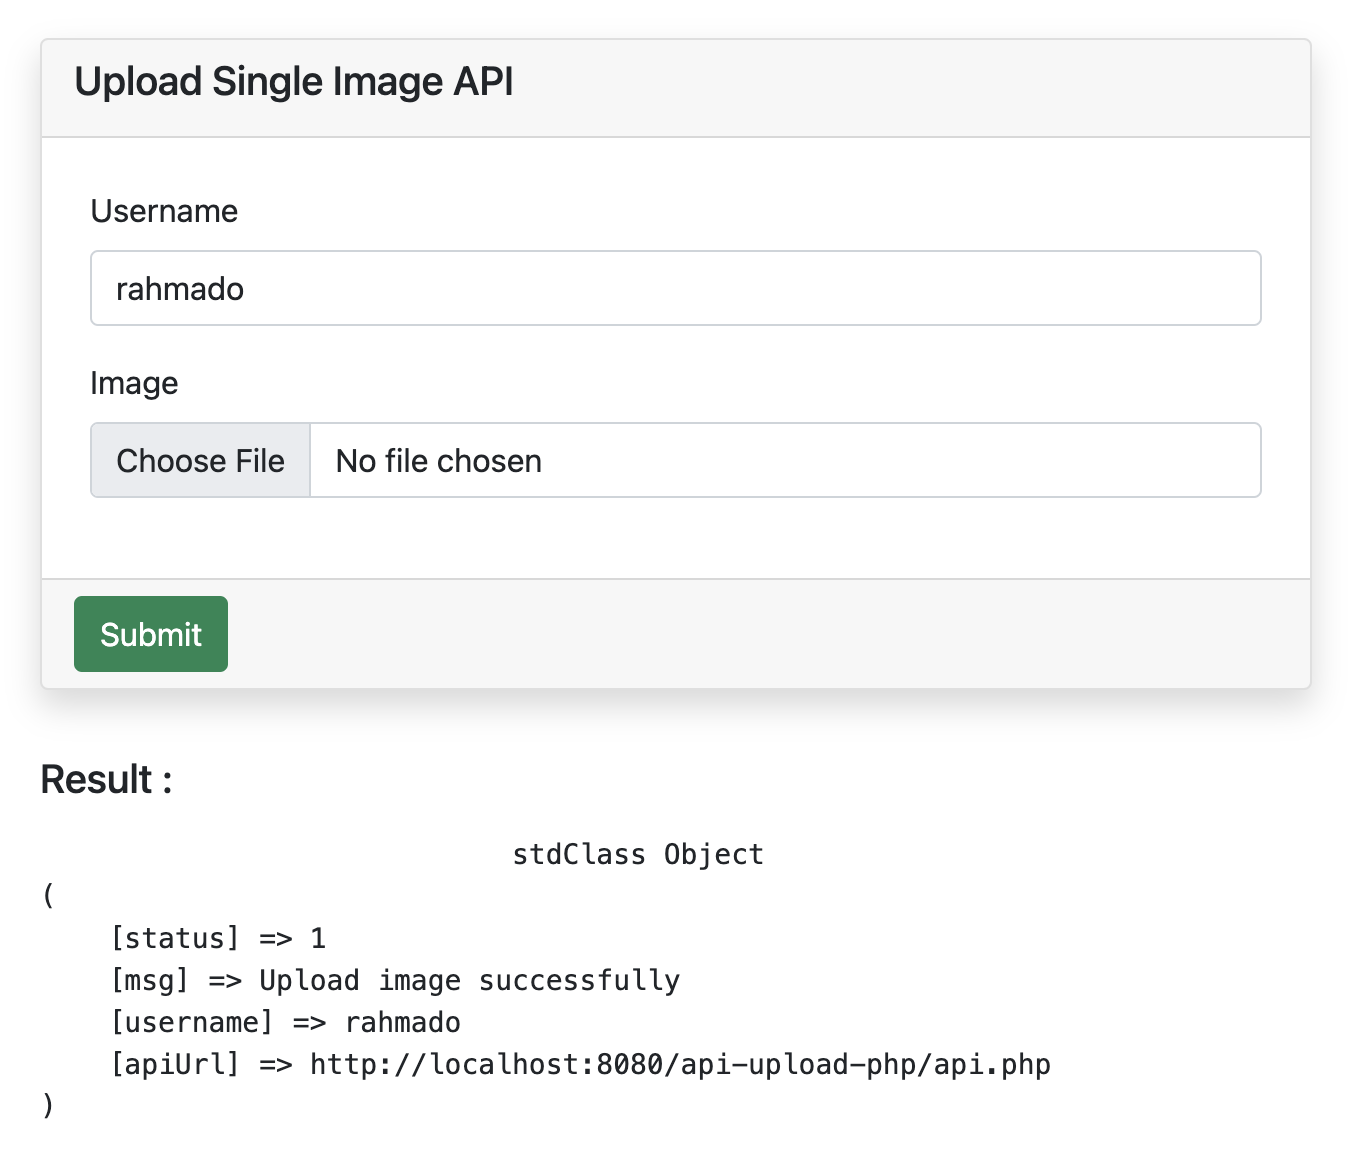 Upload Single Image API
Username
rahmado
Image
Choose File No file chosen
Submit
Result :
stdClass Object
(
[status] => 1
[msg] => Upload image successfully
[username] => rahmado
[apiUrl] => http://localhost:8080/api-upload-php/api.php
)